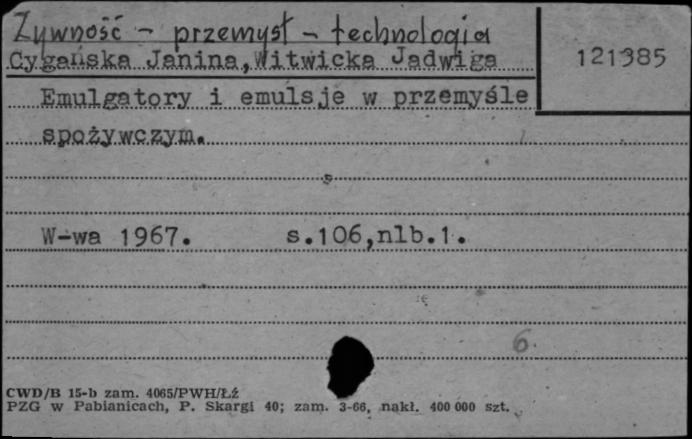 Żywność - przemysł - technologia
Cygańska Janina, Witwicka Jadwiga
121385
Emulgatory i emulsje w przemyśle
spożywczym.
s
W-wa 1967. s.106,nlb.1.
6.
CWD/B 15-b zam. 4065/PWH/Łź
PZG w Pabianicach, P. Skargi 40; zam. 3-66, nakł. 400 000 szt.